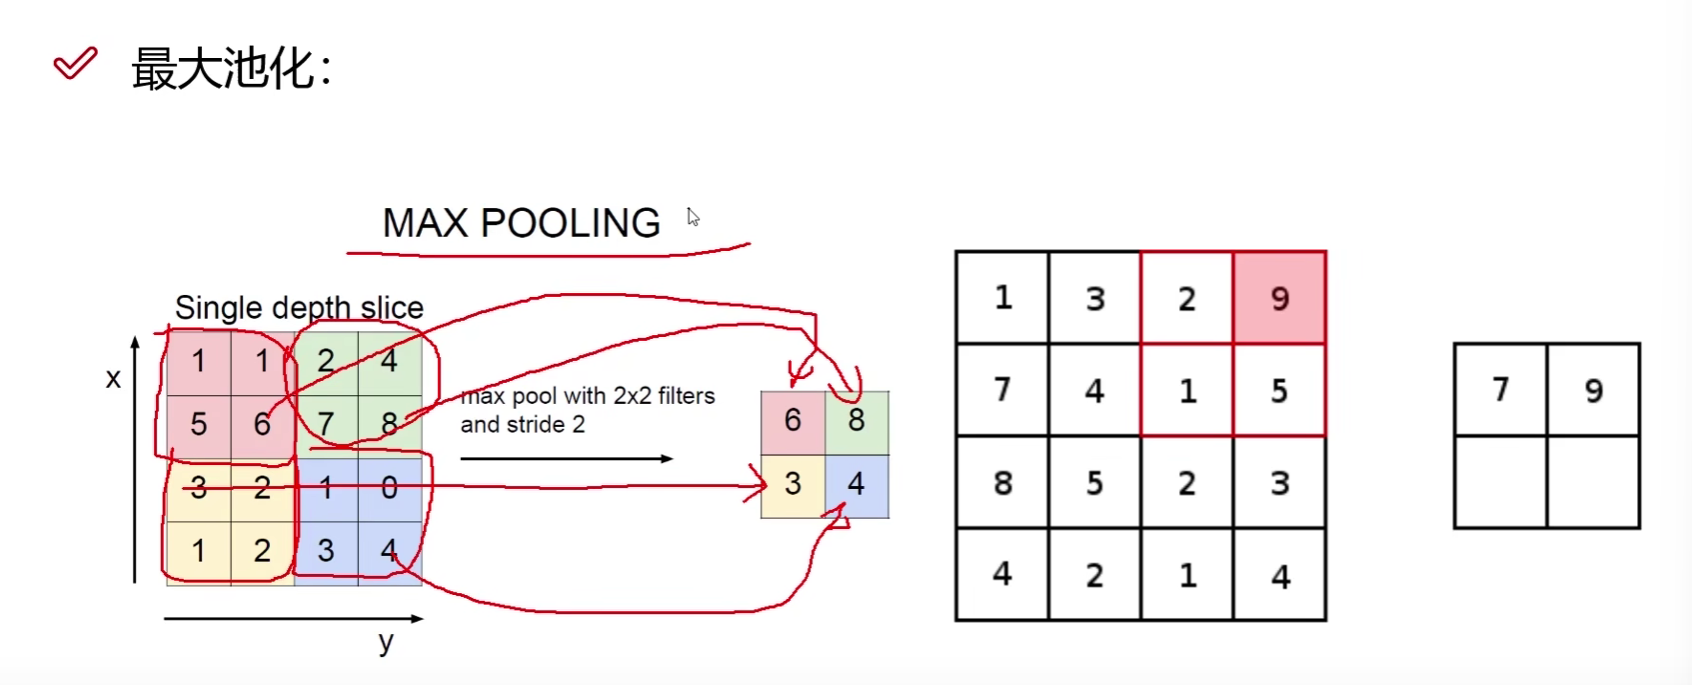 最大池化：
MAX POOLING
Single depth slice
x
1 1 2 4
5 6 7 8
3 2 1 0
1 2 3 4
y
max pool with 2x2 filters
and stride 2
6 8
3 4
1 3 2 9
7 4 1 5
8 5 2 3
4 2 1 4
7 9